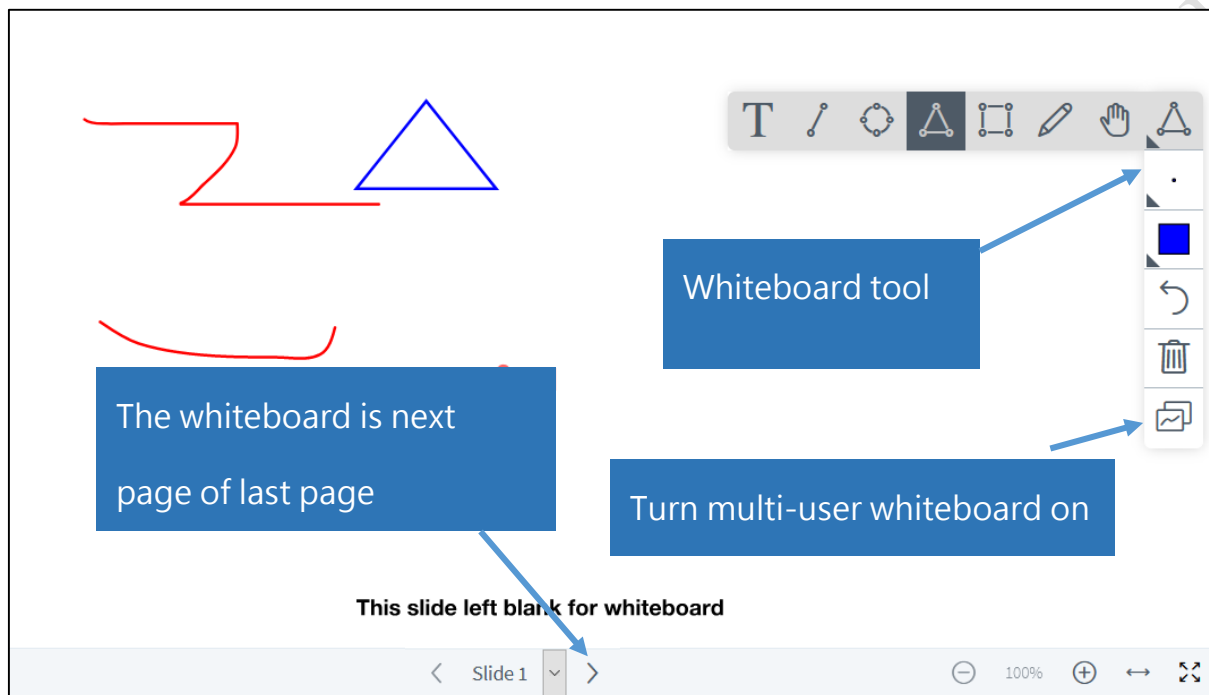 T
Whiteboard tool
The whiteboard is next
page of last page
Turn multi-user whiteboard on
This slide left blank for whiteboard
Slide 1
100%